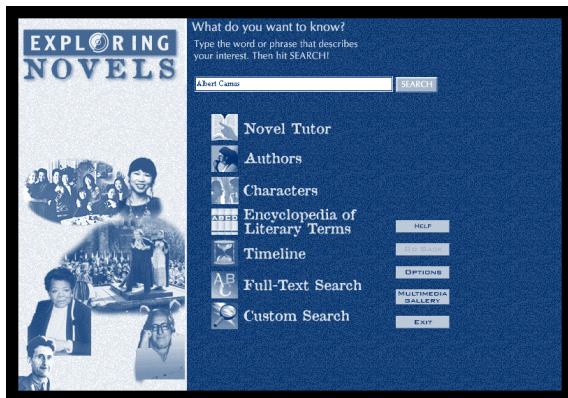 EXPLORING
NOVELS
What do you want to know?
Type the word or phrase that describes
your interest. Then hit SEARCH!
Albert Camus
SEARCH
Novel Tutor
Authors
Characters
ABCD
Encyclopedia of
Literary Terms
Timeline
AB
C
Full-Text Search
Custom Search
HELP
GO BACK
OPTIONS
MULTIMEDIA
GALLERY
EXIT